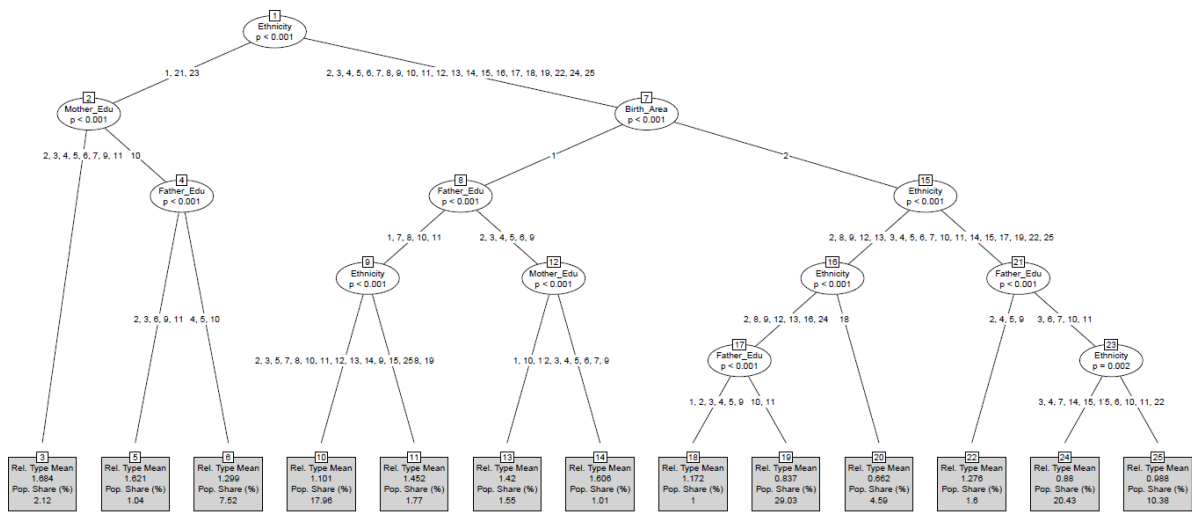 1
Ethnicity
p < 0.001
1, 21, 23
2, 3, 4, 5, 6, 7, 8, 9, 10, 11, 12, 13, 14, 15, 16, 17, 18, 19, 22, 24, 25
2
Mother_Edu
p < 0.001
7
Birth_Area
p < 0.001
2, 3, 4, 5, 6, 7, 9, 11
10
1
2
4
Father_Edu
p < 0.001
8
Father_Edu
p < 0.001
15
Ethnicity
p < 0.001
1, 7, 8, 10, 11
2, 3, 4, 5, 6, 9
2, 8, 9, 12, 13, 3, 4, 5, 6, 7, 10, 11, 14, 15, 17, 19, 22, 25
9
Ethnicity
p < 0.001
12
Mother_Edu
p < 0.001
16
Ethnicity
p < 0.001
21
Father_Edu
p < 0.001
2, 3, 6, 9, 11
4, 5, 10
2, 8, 9, 12, 13, 16, 24
18
2, 4, 5, 9
3, 6, 7, 10, 11
17
Father_Edu
p < 0.001
23
Ethnicity
p = 0.002
2, 3, 5, 7, 8, 10, 11, 12, 13, 14, 9, 15, 258, 19
1, 10, 12, 3, 4, 5, 6, 7, 9
1, 2, 3, 4, 5, 9
10, 11
3, 4, 7, 14, 15, 15, 6, 10, 11, 22
3
Rel. Type Mean
1.684
Pop. Share (%)
2.12
5
Rel. Type Mean
1.621
Pop. Share (%)
1.04
6
Rel. Type Mean
1.299
Pop. Share (%)
7.52
10
Rel. Type Mean
1.101
Pop. Share (%)
17.96
11
Rel. Type Mean
1.452
Pop. Share (%)
1.77
13
Rel. Type Mean
1.42
Pop. Share (%)
1.55
14
Rel. Type Mean
1.606
Pop. Share (%)
1.01
18
Rel. Type Mean
1.172
Pop. Share (%)
1
19
Rel. Type Mean
0.837
Pop. Share (%)
29.03
20
Rel. Type Mean
0.662
Pop. Share (%)
4.59
22
Rel. Type Mean
1.276
Pop. Share (%)
1.6
24
Rel. Type Mean
0.88
Pop. Share (%)
20.43
25
Rel. Type Mean
0.988
Pop. Share (%)
10.38